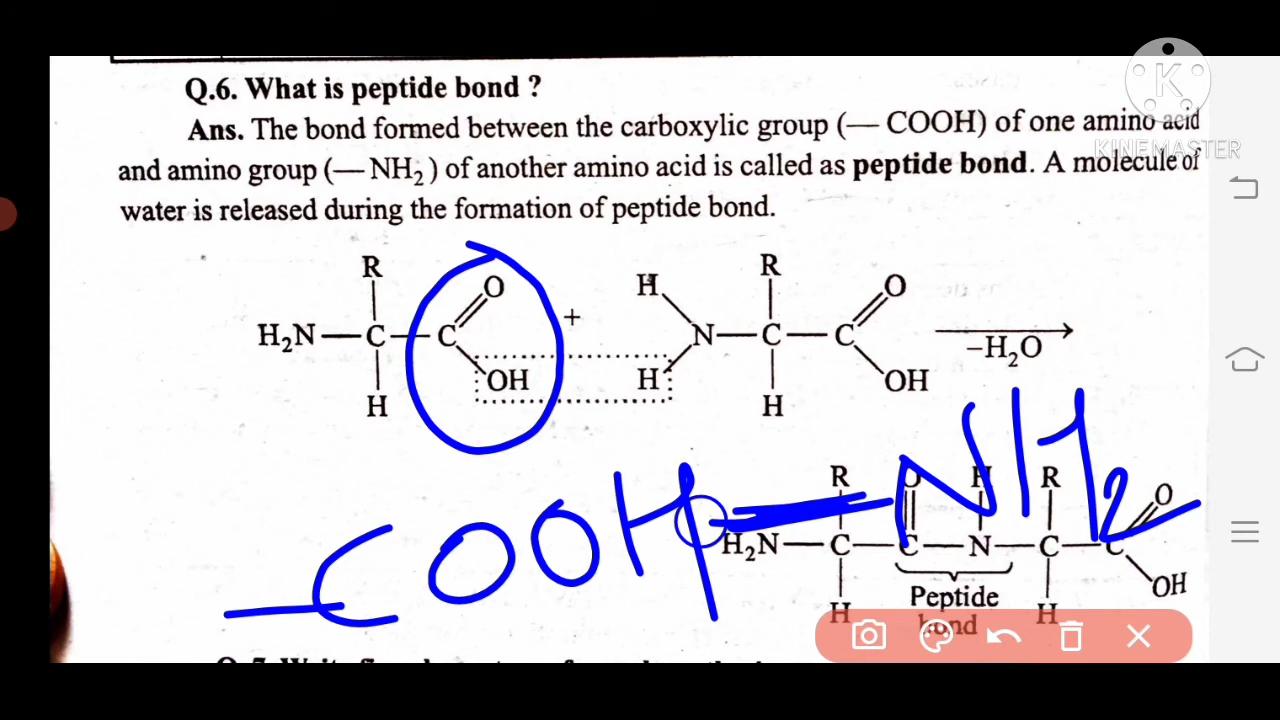 Q.6. What is peptide bond ?
Ans. The bond formed between the carboxylic group (— COOH) of one amino acid
and amino group (— NH2 ) of another amino acid is called as peptide bond. A molecule of
water is released during the formation of peptide bond.
K
KINEMASTER
R R
O H O
H2N—C—C + N—C—C
OH H OH
H H
−H2O
—COOH —NH2
R O H R O
H2N—C—C—N—C—C
OH
H H
Peptide
bond